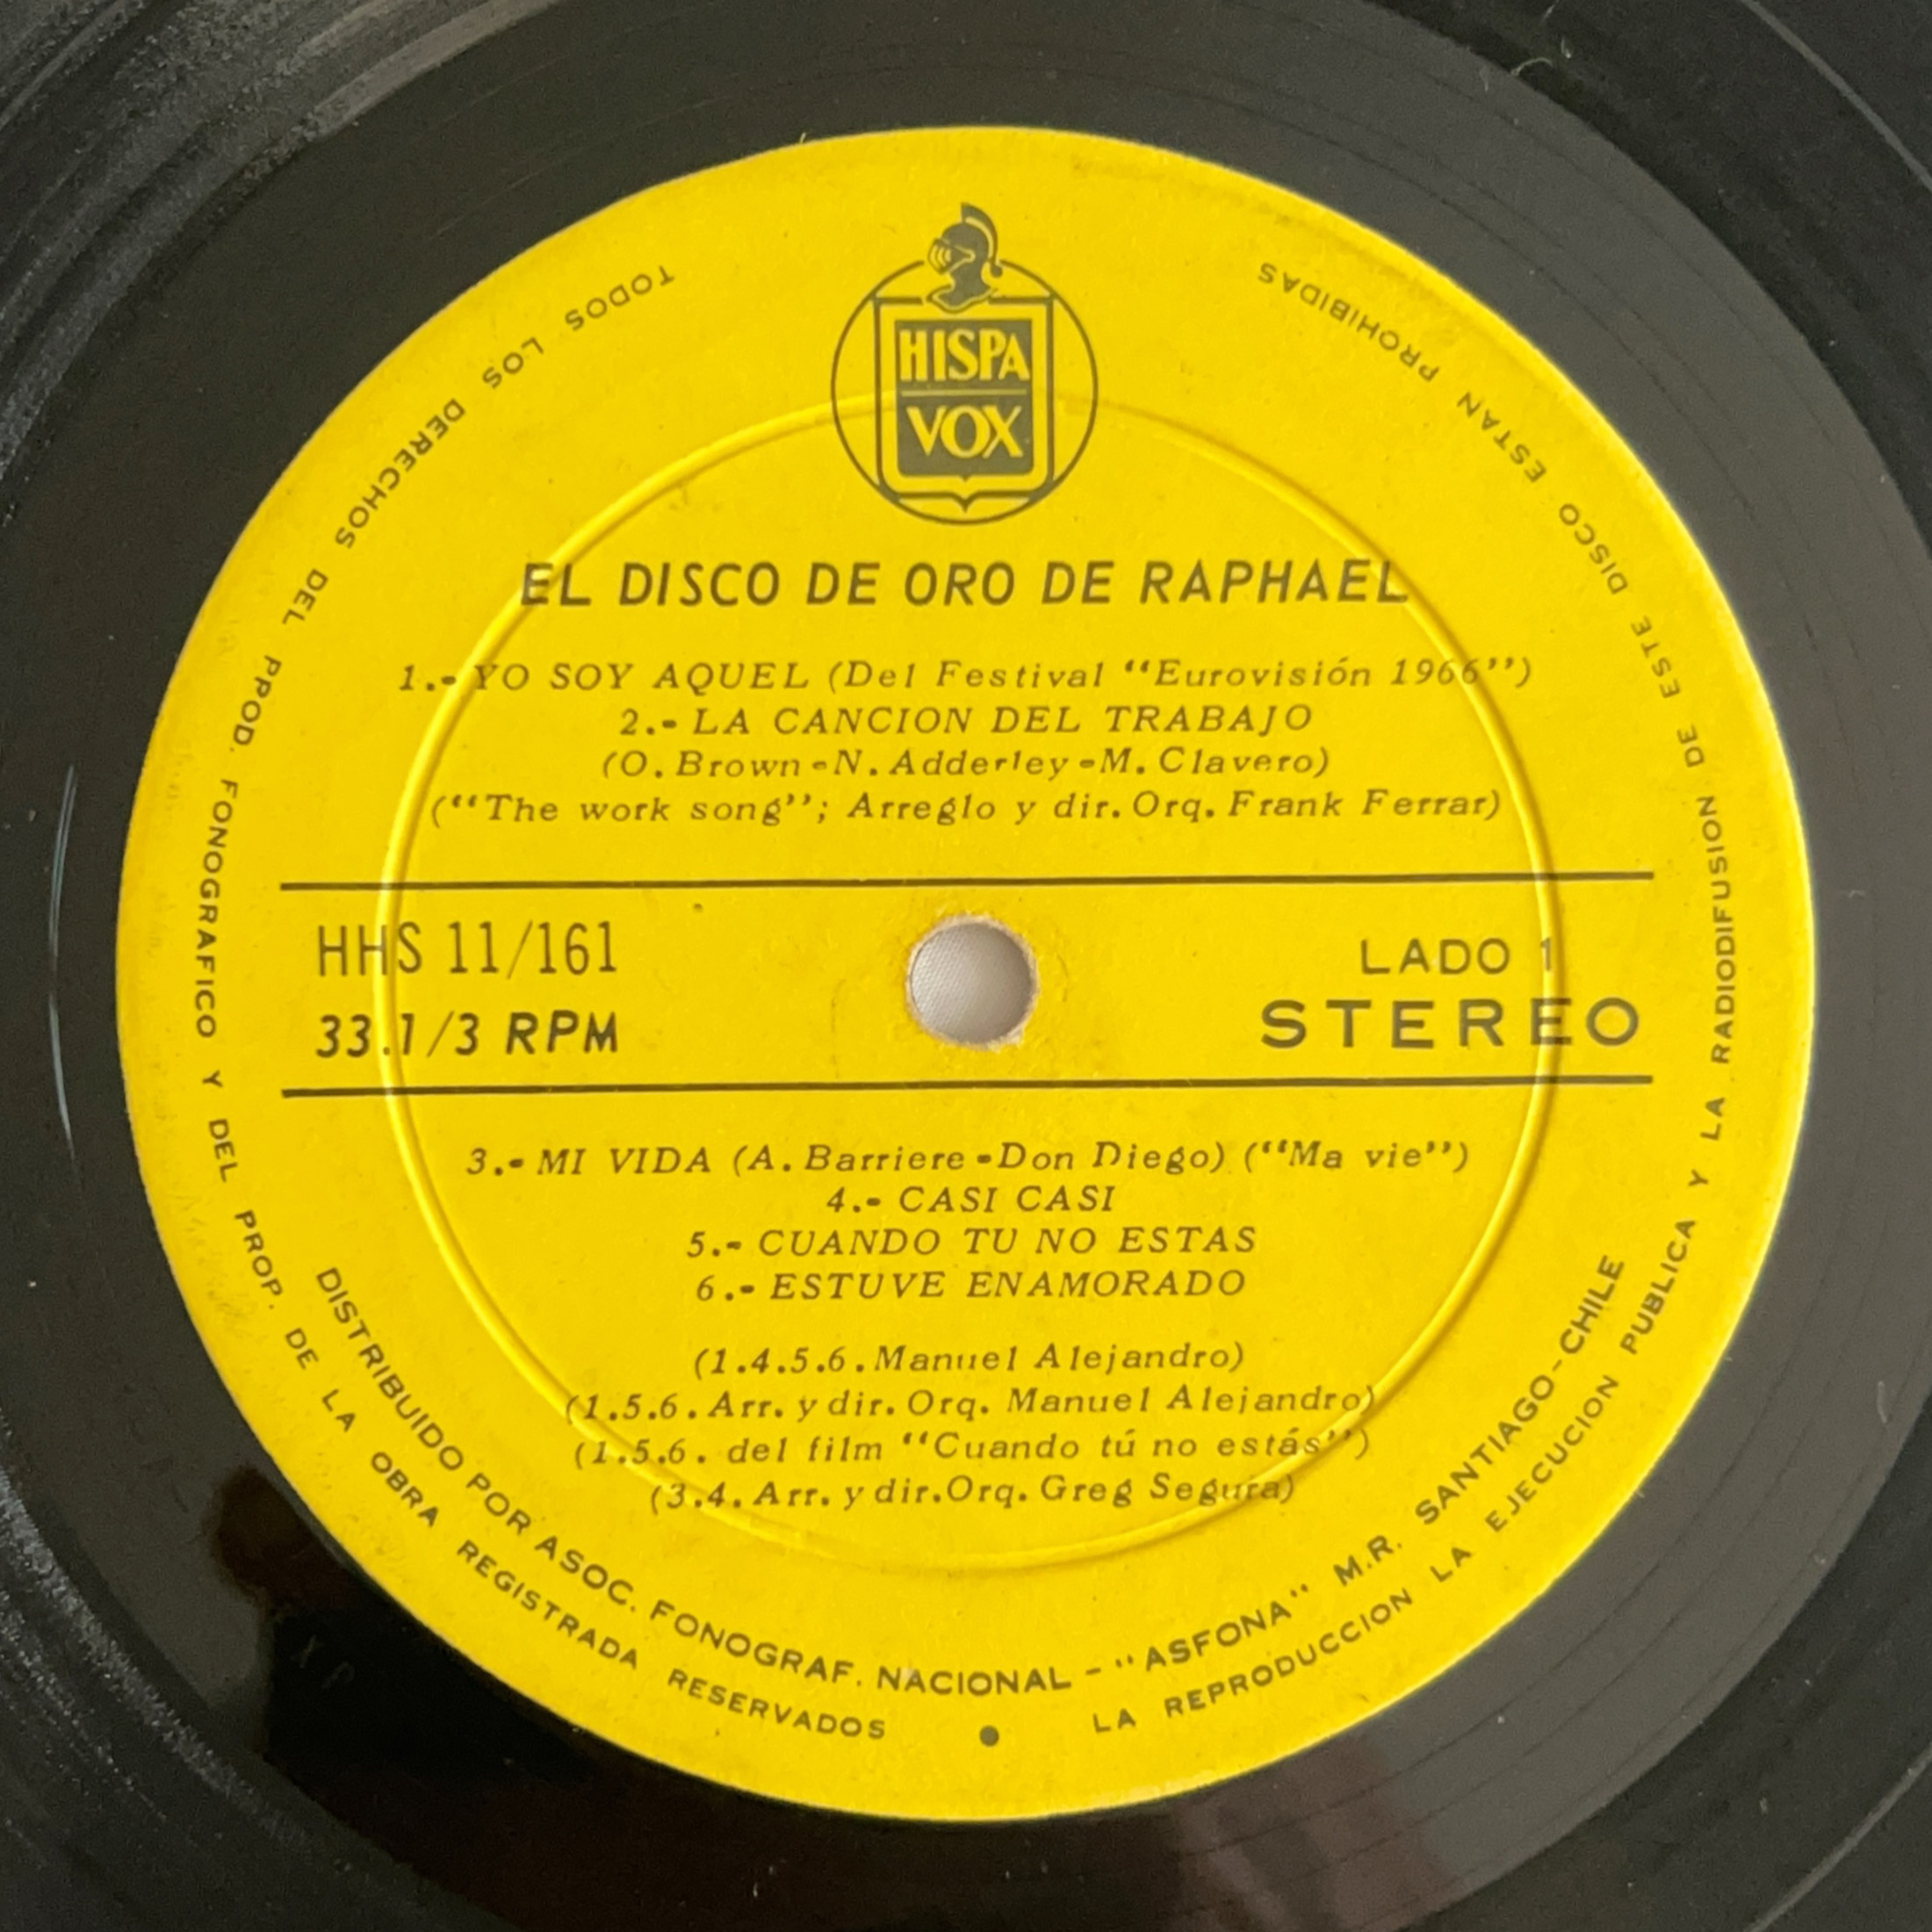 HISPA
VOX
EL DISCO DE ORO DE RAPHAEL
1.- YO SOY AQUEL (Del Festival “Eurovisión 1966”)
2.- LA CANCION DEL TRABAJO
(O. Brown-N. Adderley-M. Clavero)
(“The work song”; Arreglo y dir. Orq. Frank Ferrar)
HHS 11/161
33.1/3 RPM
LADO 1
STEREO
3.- MI VIDA (A. Barriere-Don Diego) (“Ma vie”)
4.- CASI CASI
5.- CUANDO TU NO ESTAS
6.- ESTUVE ENAMORADO
(1.4.5.6. Manuel Alejandro)
(1.5.6. Arr. y dir. Orq. Manuel Alejandro)
(1.5.6. del film “Cuando tú no estás”)
(3.4. Arr. y dir. Orq. Greg Segura)
DISTRIBUIDO POR ASOC. FONOGRAF. NACIONAL - "ASFONA" M.R. SANTIAGO-CHILE
TODOS LOS DERECHOS DEL PROD. FONOGRAFICO Y DEL PROP. DE LA OBRA REGISTRADA RESERVADOS • LA REPRODUCCION LA EJECUCION PUBLICA Y LA RADIODIFUSION DE ESTE DISCO ESTAN PROHIBIDAS